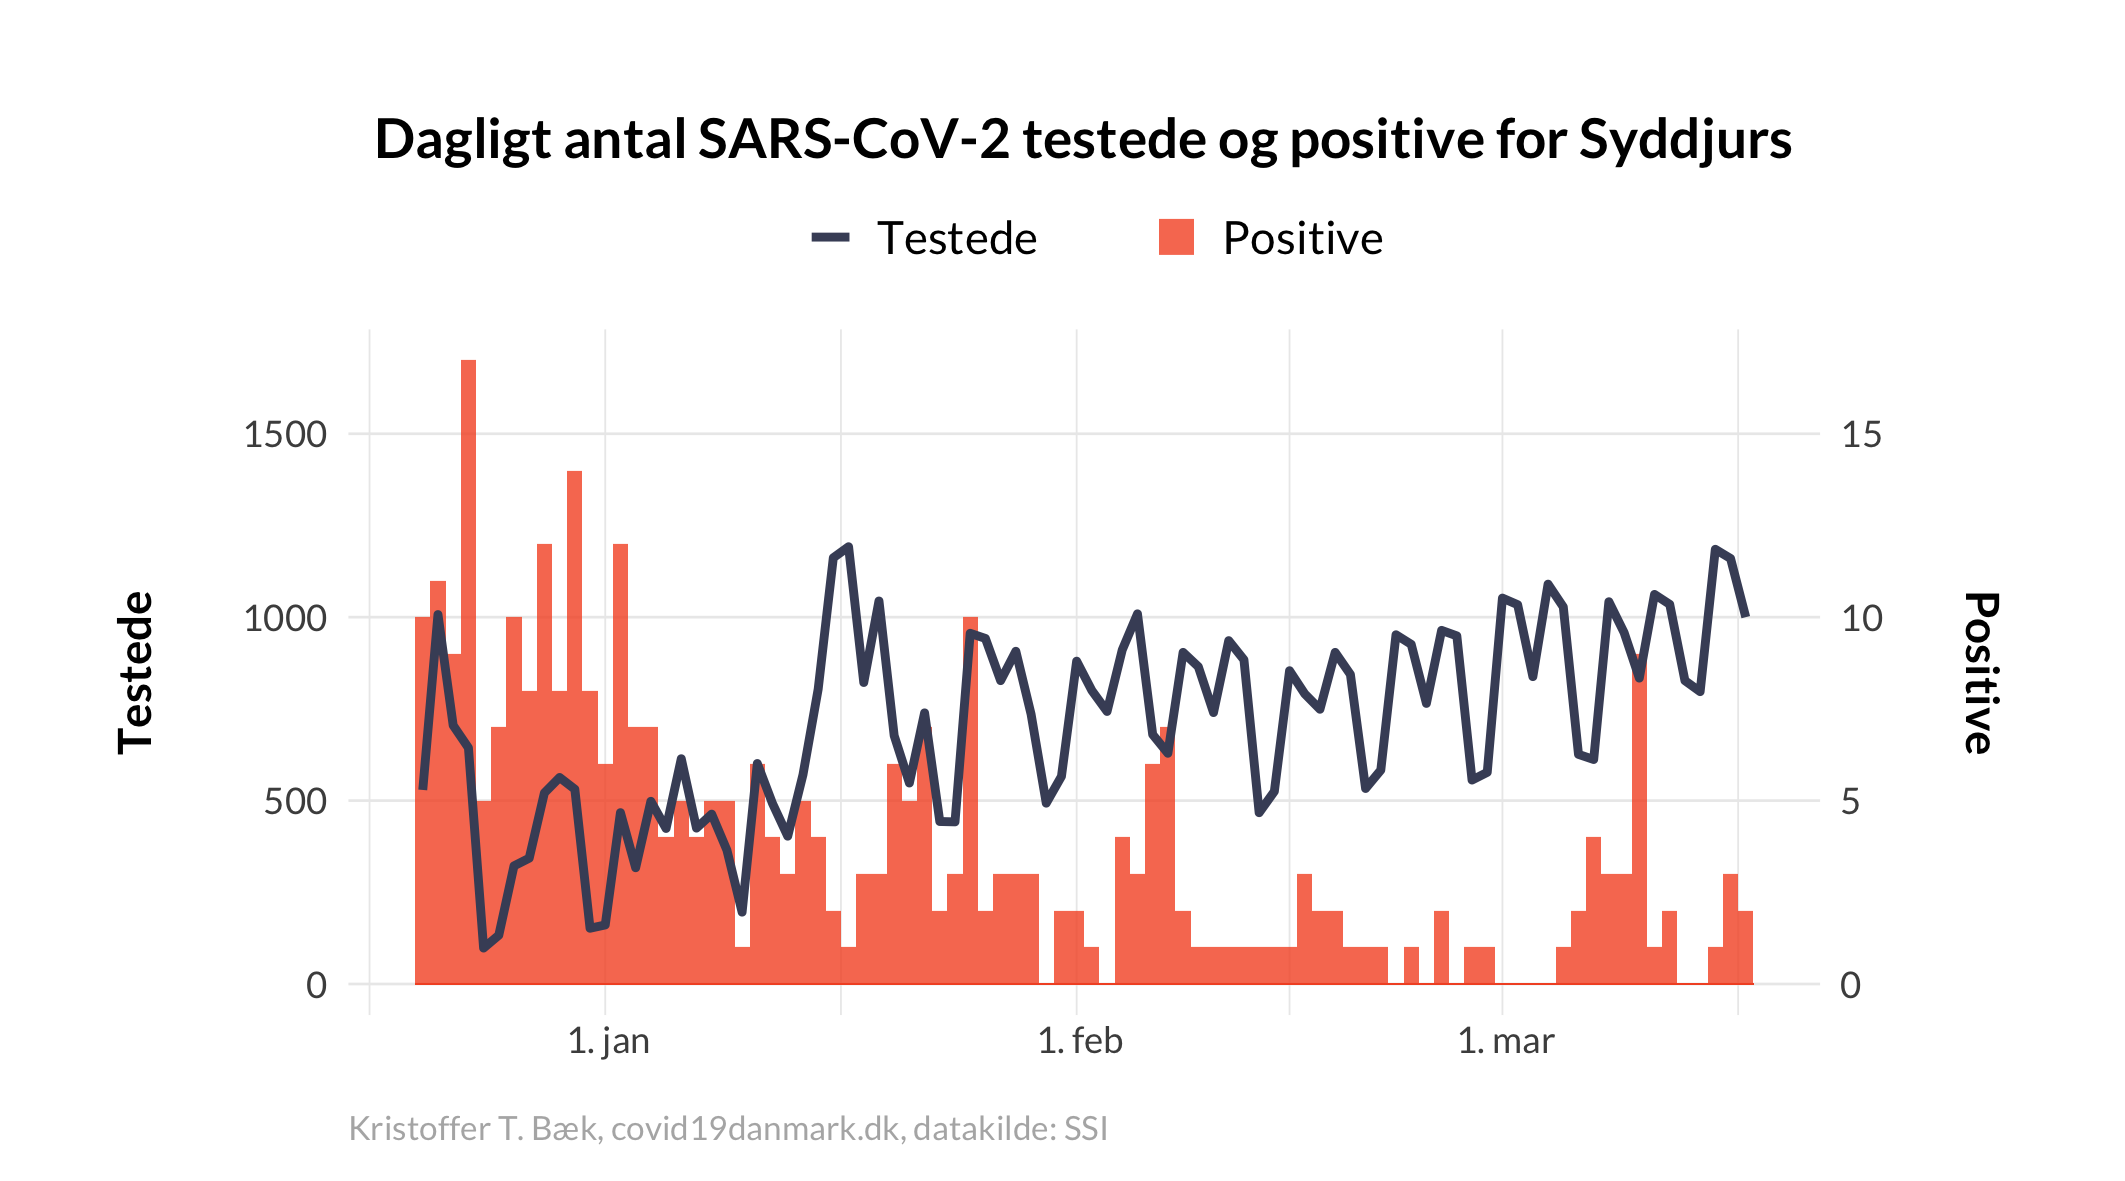 Dagligt antal SARS-CoV-2 testede og positive for Syddjurs
Testede
Positive
1500
1000
500
0
15
10
5
0
Testede
Positive
1. jan
1. feb
1. mar
Kristoffer T. Bæk, covid19danmark.dk, datakilde: SSI